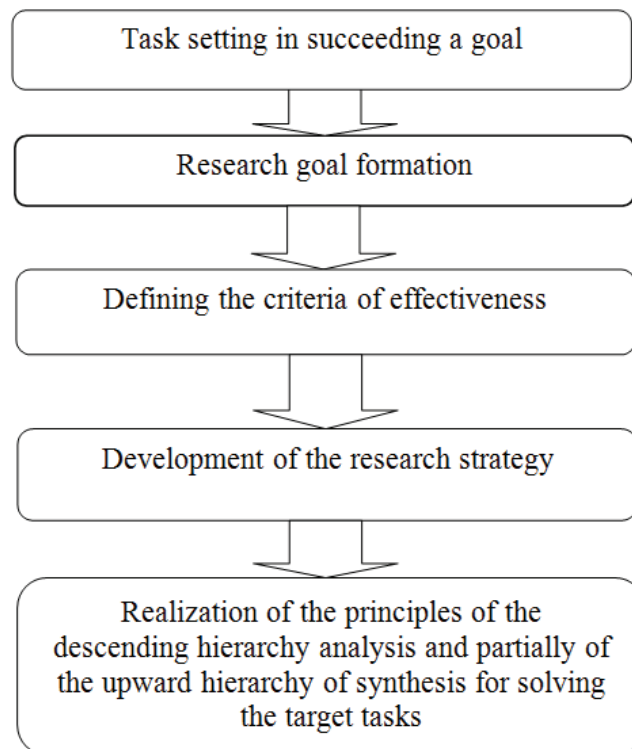 Task setting in succeeding a goal
Research goal formation
Defining the criteria of effectiveness
Development of the research strategy
Realization of the principles of the
descending hierarchy analysis and partially of
the upward hierarchy of synthesis for solving
the target tasks